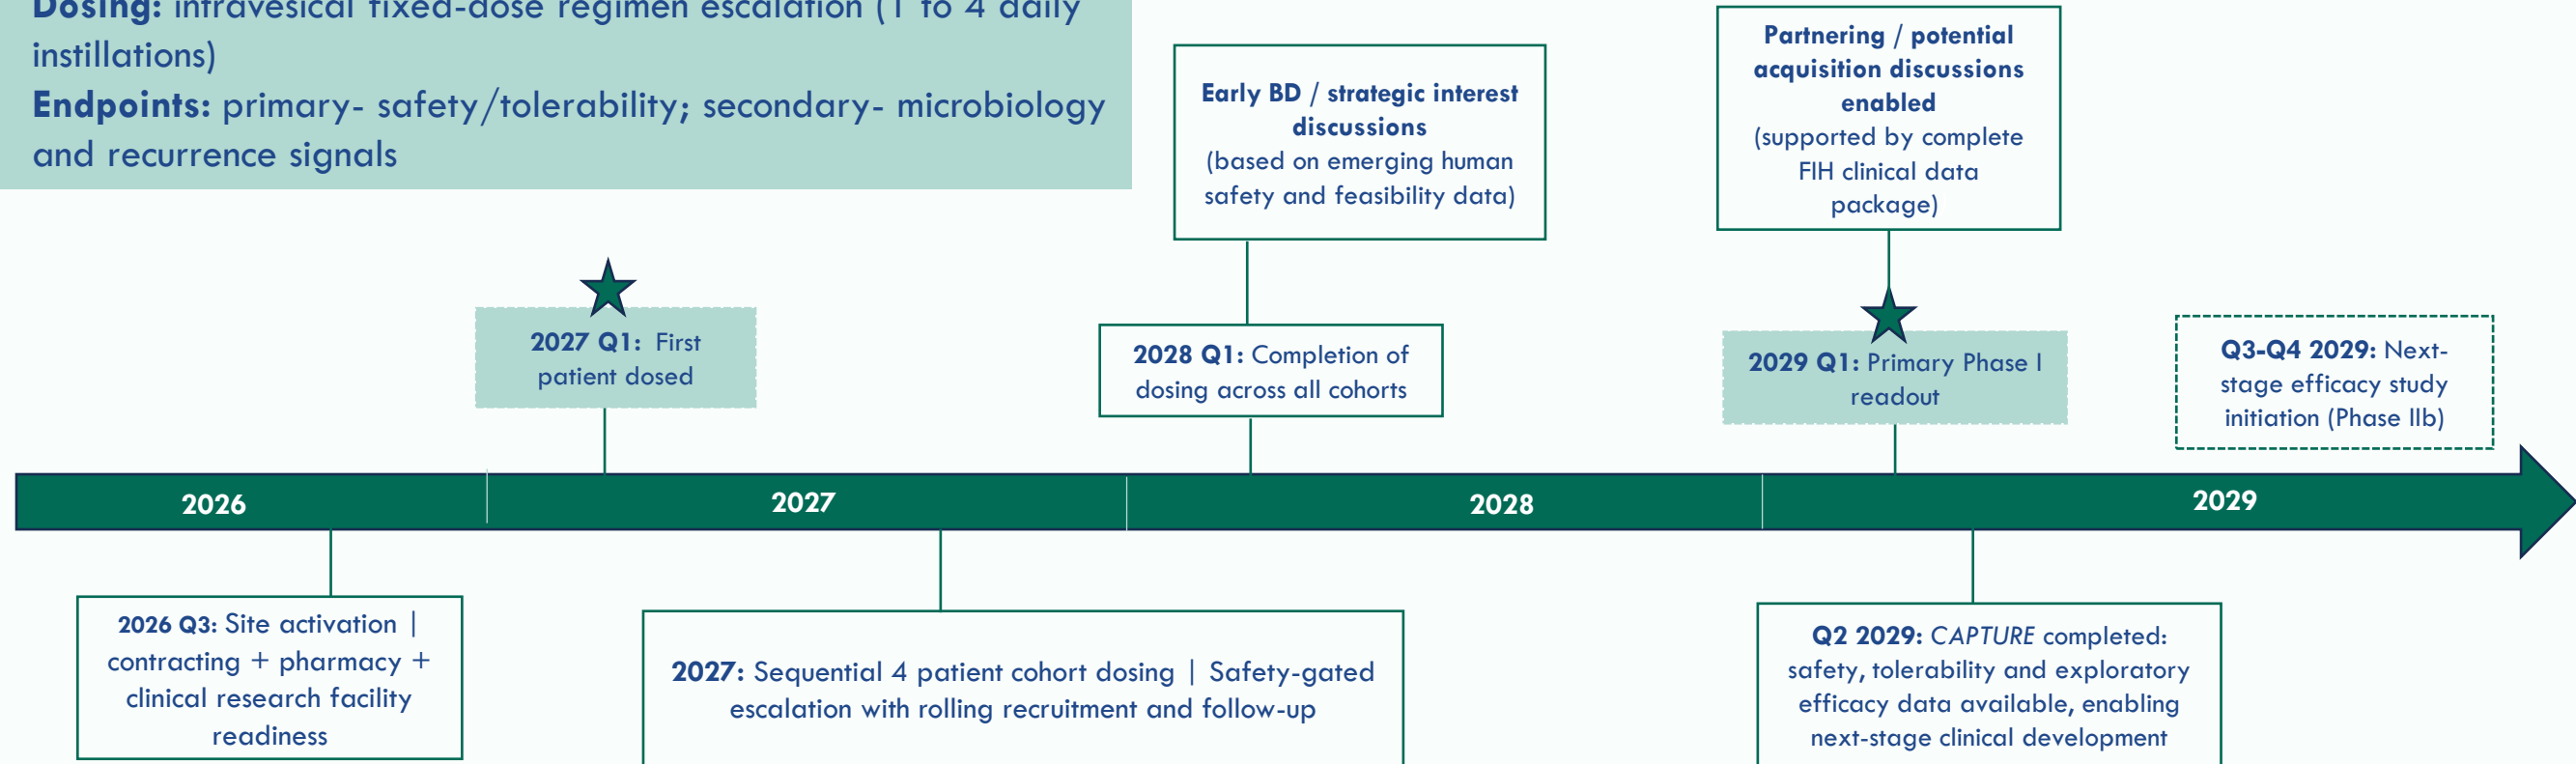 Dosing: intravesical fixed-dose regimen escalation (1 to 4 daily
instillations)
Endpoints: primary- safety/tolerability; secondary- microbiology
and recurrence signals
Early BD / strategic interest
discussions
(based on emerging human
safety and feasibility data)
Partnering / potential
acquisition discussions
enabled
(supported by complete
FIH clinical data
package)
2027 Q1: First
patient dosed
2028 Q1: Completion of
dosing across all cohorts
2029 Q1: Primary Phase I
readout
Q3-Q4 2029: Next-
stage efficacy study
initiation (Phase IIb)
2026
2027
2028
2029
2026 Q3: Site activation |
contracting + pharmacy +
clinical research facility
readiness
2027: Sequential 4 patient cohort dosing | Safety-gated
escalation with rolling recruitment and follow-up
Q2 2029: CAPTURE completed:
safety, tolerability and exploratory
efficacy data available, enabling
next-stage clinical development